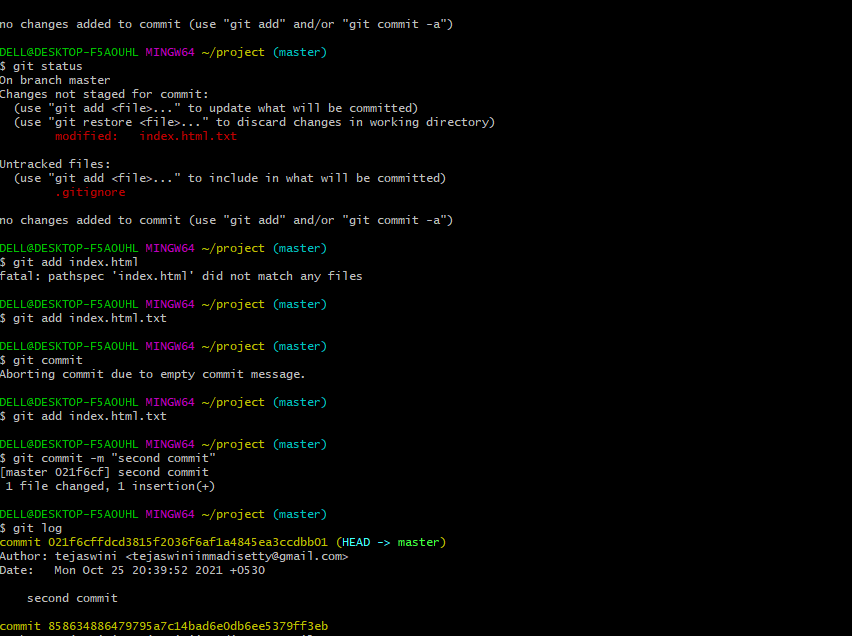 no changes added to commit (use "git add" and/or "git commit -a")
DELL@DESKTOP-F5AOUHL MINGW64 ~/project (master)
$ git status
On branch master
Changes not staged for commit:
(use "git add <file>..." to update what will be committed)
(use "git restore <file>..." to discard changes in working directory)
modified:   index.html.txt
Untracked files:
(use "git add <file>..." to include in what will be committed)
.gitignore
no changes added to commit (use "git add" and/or "git commit -a")
DELL@DESKTOP-F5AOUHL MINGW64 ~/project (master)
$ git add index.html
fatal: pathspec 'index.html' did not match any files
DELL@DESKTOP-F5AOUHL MINGW64 ~/project (master)
$ git add index.html.txt
DELL@DESKTOP-F5AOUHL MINGW64 ~/project (master)
$ git commit
Aborting commit due to empty commit message.
DELL@DESKTOP-F5AOUHL MINGW64 ~/project (master)
$ git add index.html.txt
DELL@DESKTOP-F5AOUHL MINGW64 ~/project (master)
$ git commit -m "second commit"
[master 021f6cf] second commit
1 file changed, 1 insertion(+)
DELL@DESKTOP-F5AOUHL MINGW64 ~/project (master)
$ git log
commit 021f6cffdcd3815f2036f6af1a4845ea3ccdbb01 (HEAD -> master)
Author: tejaswini <tejaswiniimmadisetty@gmail.com>
Date:   Mon Oct 25 20:39:52 2021 +0530
second commit
commit 858634886479795a7c14bad6e0db6ee5379ff3eb